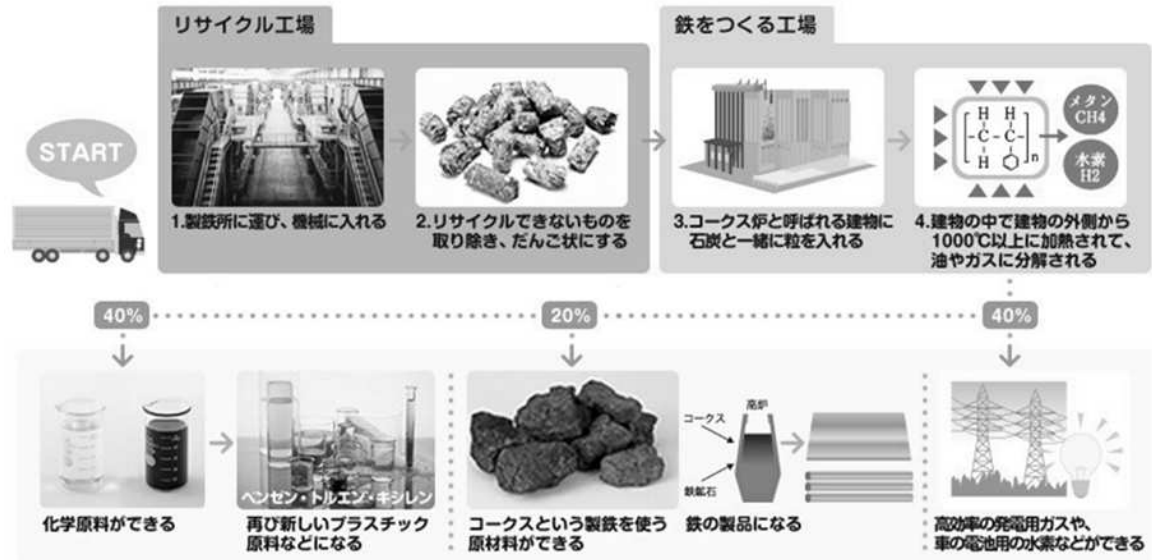 リサイクル工場
鉄をつくる工場
START
1.製鉄所に運び、機械に入れる
2.リサイクルできないものを
取り除き、だんご状にする
3.コークス炉と呼ばれる建物に
石炭と一緒に粒を入れる
H H
-C-C-
H
n
メタン
CH4
水素
H2
4.建物の中で建物の外側から
1000℃以上に加熱されて、
油やガスに分解される
40%
20%
40%
ベンゼン・トルエン・キシレン
化学原料ができる
再び新しいプラスチック
原料などになる
コークスという製鉄を使う
原材料ができる
高炉
コークス
鉄鉱石
鉄の製品になる
高効率の発電用ガスや、
車の電池用の水素などができる